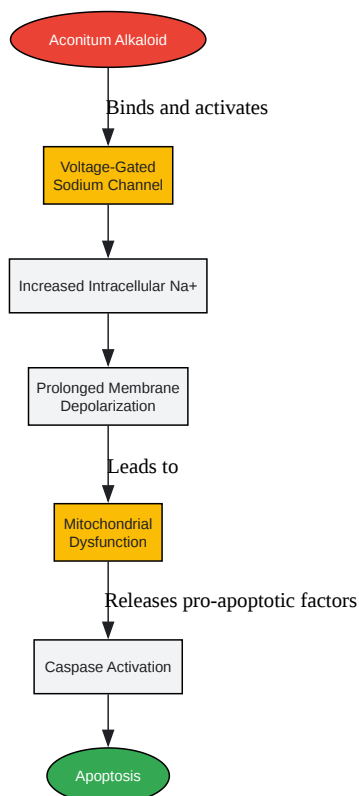 Aconitum Alkaloid
Binds and activates
Voltage-Gated
Sodium Channel
Increased Intracellular Na+
Prolonged Membrane
Depolarization
Leads to
Mitochondrial
Dysfunction
Releases pro-apoptotic factors
Caspase Activation
Apoptosis